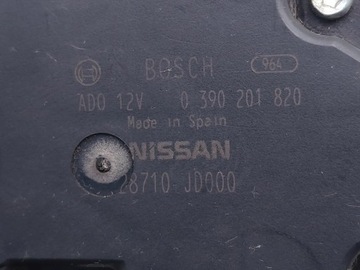 BOSCH 964
ADO 12V 0 390 201 820
Made in Spain
NISSAN
28710 JD000